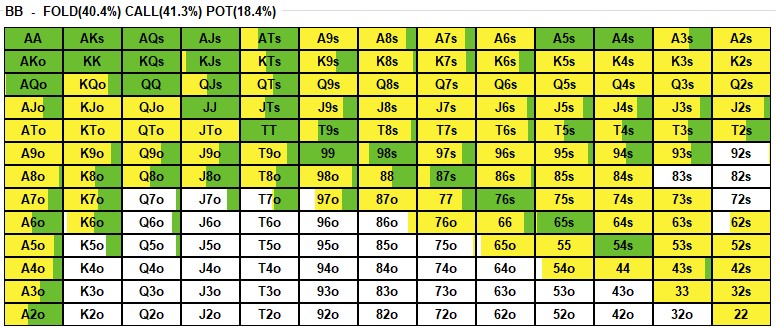 BB - FOLD(40.4%) CALL(41.3%) POT(18.4%)
AA AKs AQs AJs ATs A9s A8s A7s A6s A5s A4s A3s A2s
AKo KK KQs KJs KTs K9s K8s K7s K6s K5s K4s K3s K2s
AQo KQo QQ QJs QTs Q9s Q8s Q7s Q6s Q5s Q4s Q3s Q2s
AJo KJo QJo JJ JTs J9s J8s J7s J6s J5s J4s J3s J2s
ATo KTo QTo JTo TT T9s T8s T7s T6s T5s T4s T3s T2s
A9o K9o Q9o J9o T9o 99 98s 97s 96s 95s 94s 93s 92s
A8o K8o Q8o J8o T8o 98o 88 87s 86s 85s 84s 83s 82s
A7o K7o Q7o J7o T7o 97o 87o 77 76s 75s 74s 73s 72s
A6o K6o Q6o J6o T6o 96o 86o 76o 66 65s 64s 63s 62s
A5o K5o Q5o J5o T5o 95o 85o 75o 65o 55 54s 53s 52s
A4o K4o Q4o J4o T4o 94o 84o 74o 64o 54o 44 43s 42s
A3o K3o Q3o J3o T3o 93o 83o 73o 63o 53o 43o 33 32s
A2o K2o Q2o J2o T2o 92o 82o 72o 62o 52o 42o 32o 22